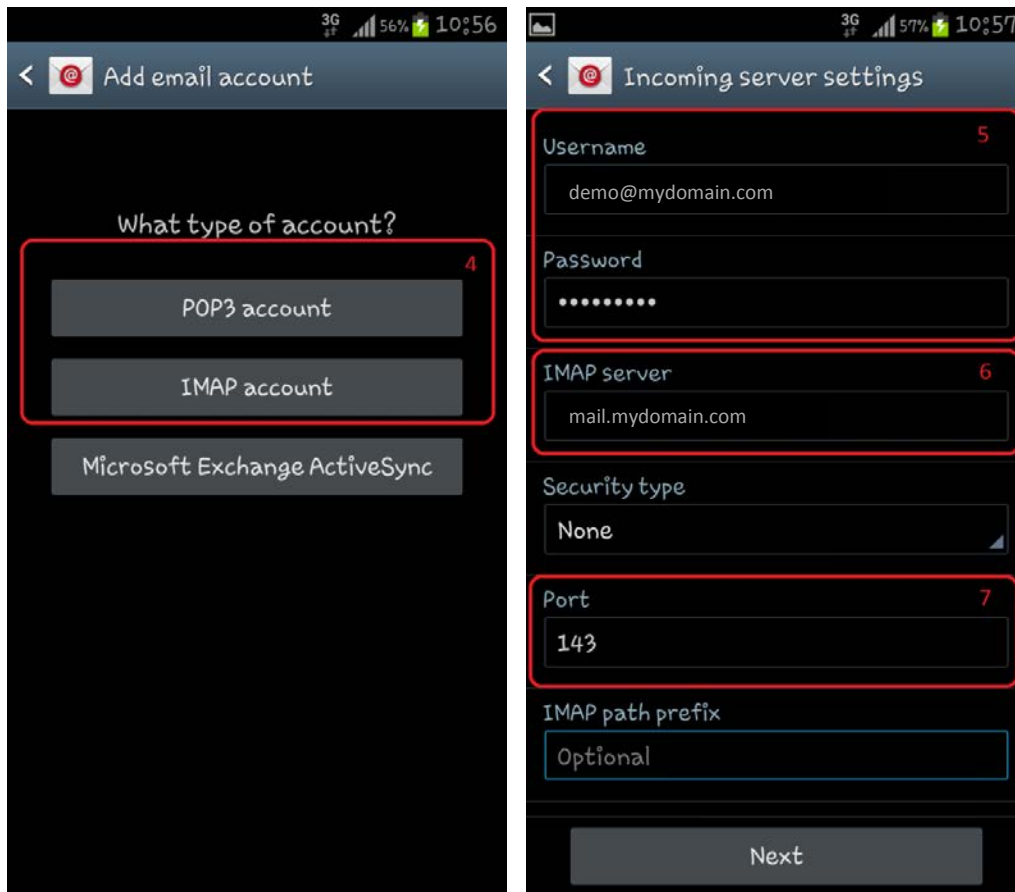 3G 56% 10:56
Add email account
What type of account?
4
POP3 account
IMAP account
Microsoft Exchange ActiveSync
3G 57% 10:57
Incoming server settings
5
Username
demo@mydomain.com
Password
•••••••••
IMAP server 6
mail.mydomain.com
Security type
None
Port 7
143
IMAP path prefix
Optional
Next